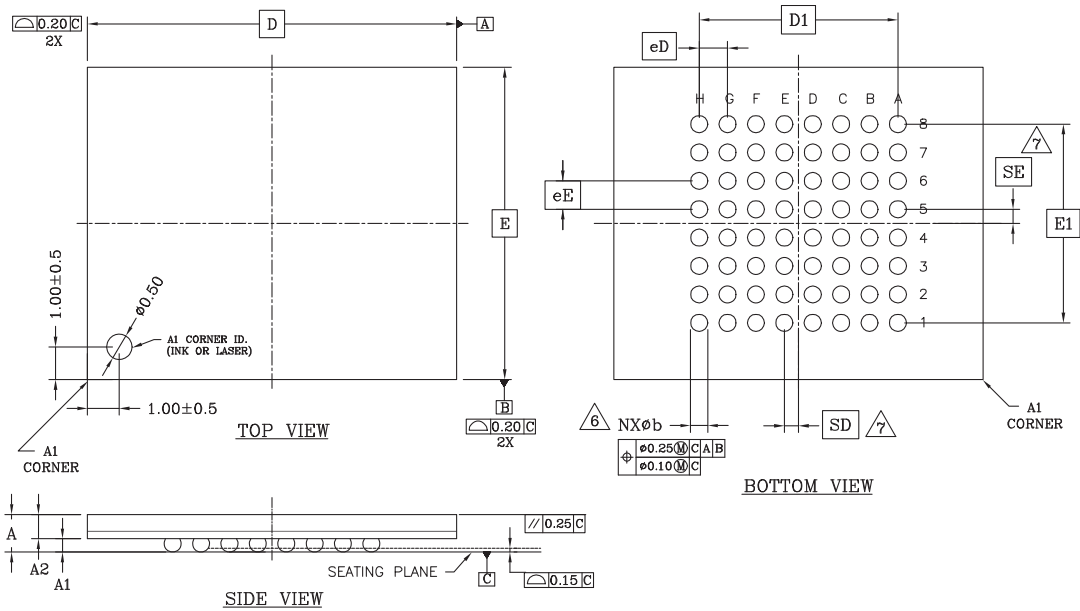 ⌓ 0.20 C
2X
D
A
E
1.00±0.5
ø0.50
A1 CORNER ID.
(INK OR LASER)
1.00±0.5
A1
CORNER
B
⌓ 0.20 C
2X
TOP VIEW
D1
eD
H G F E D C B A
8
7
6
5
4
3
2
1
7
SE
eE
E1
6 NXøb
⌖ ø0.25Ⓜ C A B
ø0.10Ⓜ C
SD 7
A1
CORNER
BOTTOM VIEW
A
A2
A1
// 0.25 C
SEATING PLANE
C
⌓ 0.15 C
SIDE VIEW